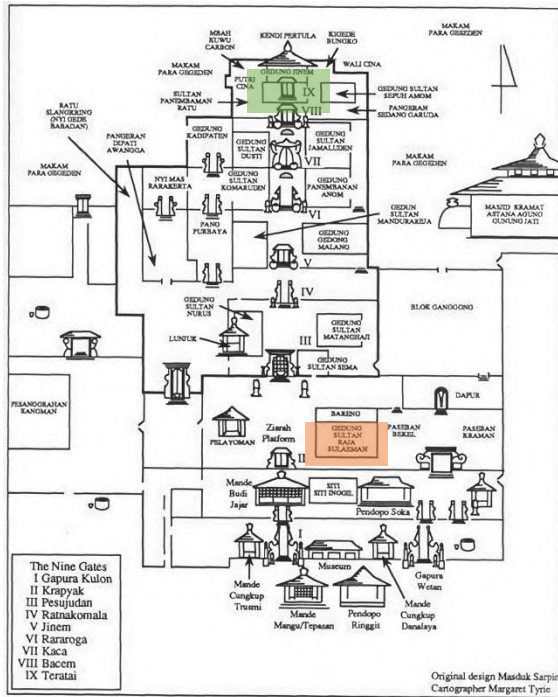 MBAH
KUWU
CARBON
KENDI PERTULA
KIGEDE
BUNGKO
MAKAM
PARA GESEDEN
WALI CINA
MAKAM
PARA GEGEDEN
PUTRI
CINA
GEDUNG JINEM
IX
SULTAN
PANEMBAHAN
RATU
GEDUNG SULTAN
SEPUH AMOM
VIII
PANGERAN
SEDANG GARUDA
RATU
SLANGKRING
(NYI GEDE
BABADAN)
PANGERAN
DIPATI
AWANGGA
GEDUNG
KADIPATEN
GEDUNG
SULTAN
DUSTI
GEDUNG
SULTAN
JAMALUDEN
MAKAM
PARA GEGEDEN
VII
NYI MAS
RARAKERTA
GEDUNG
SULTAN
KOMARUDEN
GEDUNG
PANEMBAHAN
ANOM
MAKAM
PARA GEGEDEN
MASJID KRAMAT
ASTANA AGUNG
GUNUNG JATI
VI
PANG
PURBAYA
GEDUN
SULTAN
MANDURAREJA
GEDUNG
GEDONG
MALANG
V
IV
BLOK GANGGONG
GEDUNG
SULTAN
NURUS
GEDUNG
SULTAN
MATANGHAJI
LUNJUK
III
GEDUNG
SULTAN SEMA
PESANOGRAHAN
KANOMAN
DAPUR
BARENG
PELAYOMAN
Ziarah
Platform
GEDUNG
SULTAN
RAJA
SULAEMAN
PASEBAN
BEKEL
PASEBAN
KRAMAN
II
Mande
Budi
Jajar
SITI
SITI INGGEL
Pendopo Soka
I
Museum
Mande
Cungkup
Trusmi
Mande
Mangu/Tepasan
Pendopo
Ringgit
Mande
Cungkup
Danalaya
Gapura
Wetan
The Nine Gates
I Gapura Kulon
II Krapyak
III Pesujudan
IV Ratnakomala
V Jinem
VI Rararoga
VII Kaca
VIII Bacem
IX Teratai
Original design Masduk Sarpin
Cartographer Margaret Tyrie